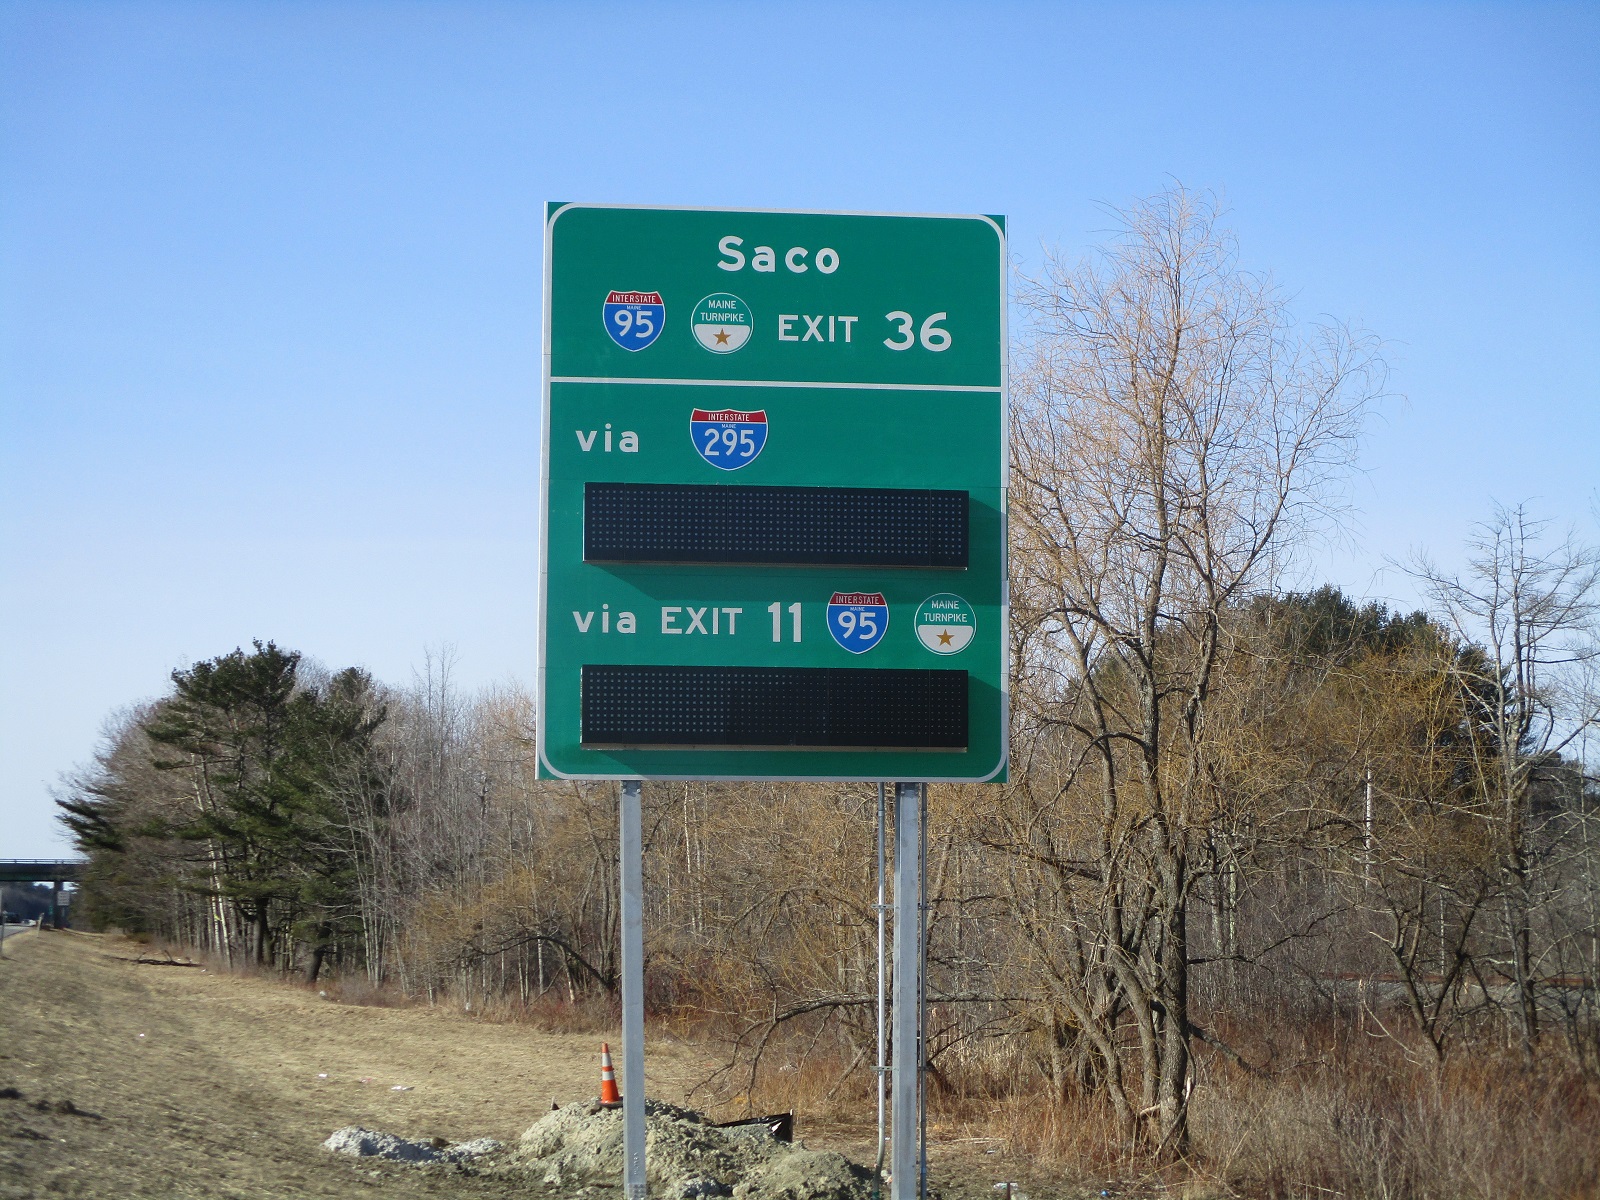 Saco
INTERSTATE MAINE 95 MAINE TURNPIKE EXIT 36
via INTERSTATE MAINE 295
via EXIT 11 INTERSTATE MAINE 95 MAINE TURNPIKE